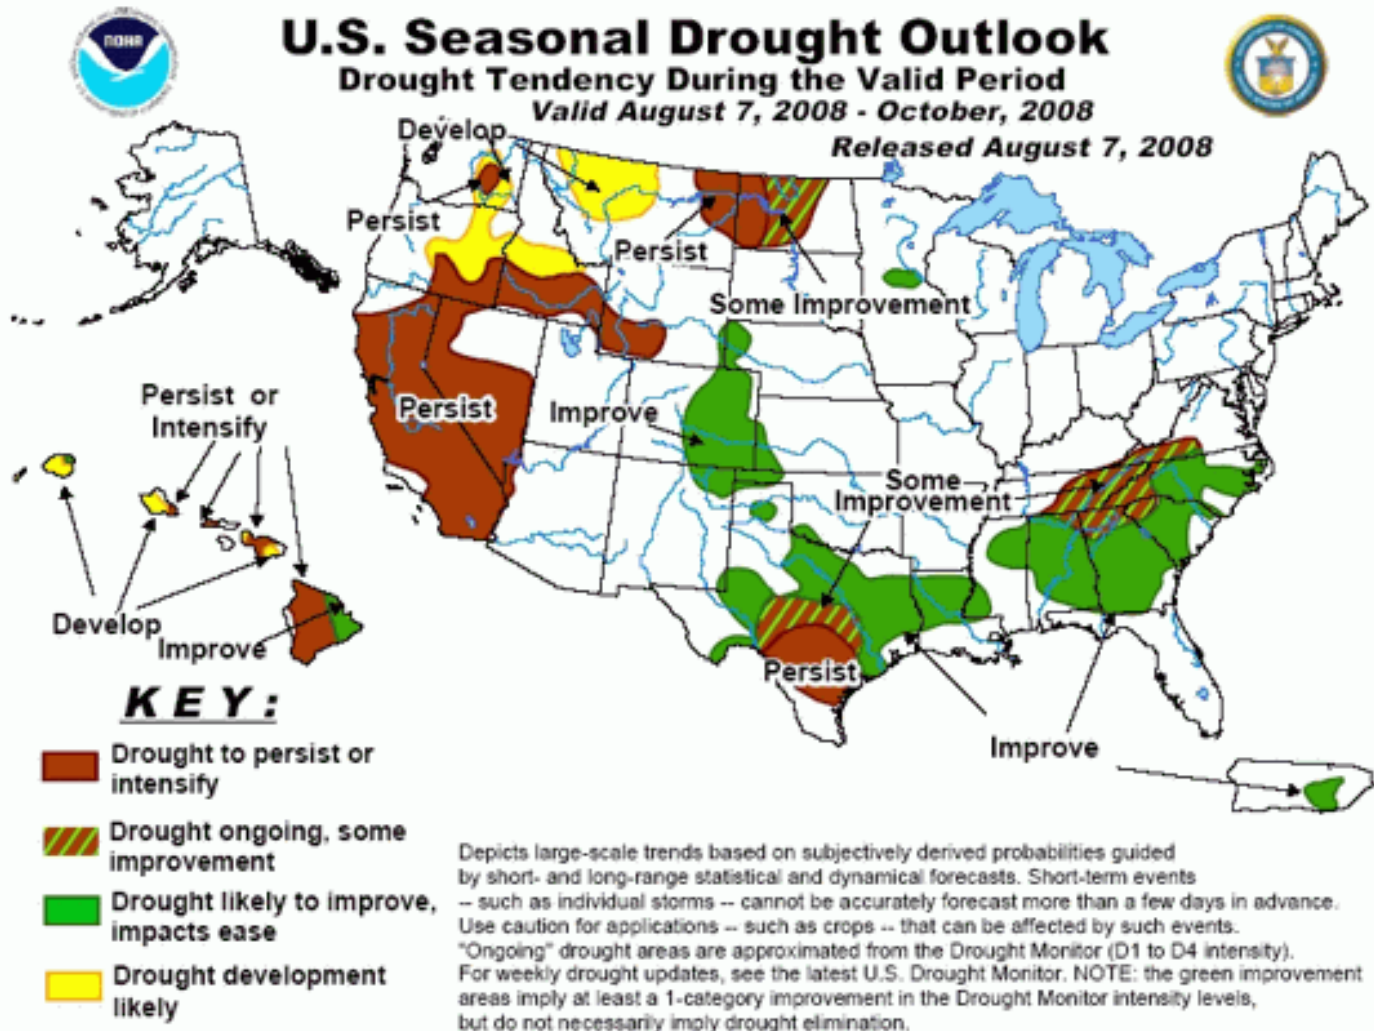 NOAA
U.S. Seasonal Drought Outlook
Drought Tendency During the Valid Period
Valid August 7, 2008 - October, 2008
Released August 7, 2008
Develop
Persist
Persist
Some Improvement
Persist or
Intensify
Persist
Improve
Some
Improvement
Develop
Improve
Persist
Improve
KEY:
Drought to persist or
intensify
Drought ongoing, some
improvement
Drought likely to improve,
impacts ease
Drought development
likely
Depicts large-scale trends based on subjectively derived probabilities guided
by short- and long-range statistical and dynamical forecasts. Short-term events
-- such as individual storms -- cannot be accurately forecast more than a few days in advance.
Use caution for applications -- such as crops -- that can be affected by such events.
"Ongoing" drought areas are approximated from the Drought Monitor (D1 to D4 intensity).
For weekly drought updates, see the latest U.S. Drought Monitor. NOTE: the green improvement
areas imply at least a 1-category improvement in the Drought Monitor intensity levels,
but do not necessarily imply drought elimination.